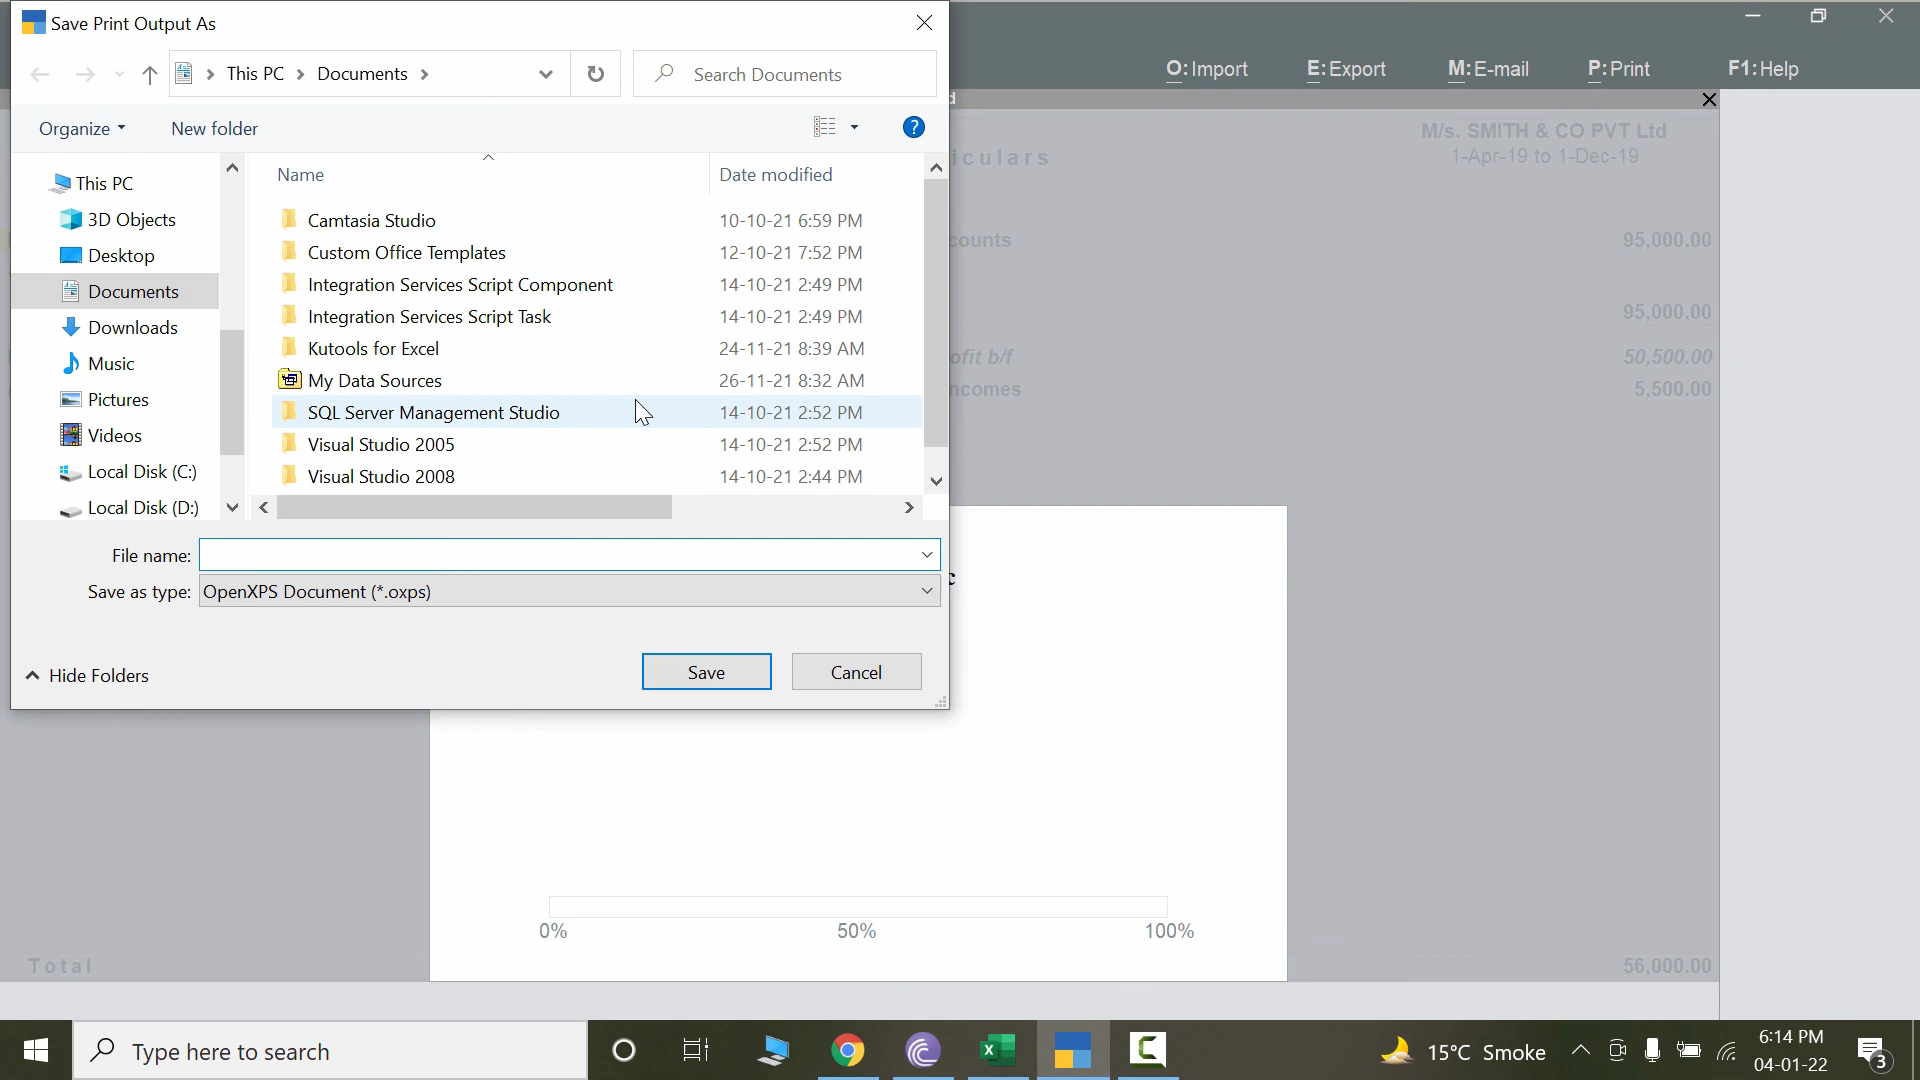 Save Print Output As
This PC > Documents >
Search Documents
Organize
New folder
?
Name
Date modified
This PC
3D Objects
Desktop
Documents
Downloads
Music
Pictures
Videos
Local Disk (C:)
Local Disk (D:)
Camtasia Studio 10-10-21 6:59 PM
Custom Office Templates 12-10-21 7:52 PM
Integration Services Script Component 14-10-21 2:49 PM
Integration Services Script Task 14-10-21 2:49 PM
Kutools for Excel 24-11-21 8:39 AM
My Data Sources 26-11-21 8:32 AM
SQL Server Management Studio 14-10-21 2:52 PM
Visual Studio 2005 14-10-21 2:52 PM
Visual Studio 2008 14-10-21 2:44 PM
File name:
Save as type: OpenXPS Document (*.oxps)
Hide Folders
Save
Cancel
O:Import E:Export M:E-mail P:Print F1:Help
d
M/s. SMITH & CO PVT Ltd
iculars
1-Apr-19 to 1-Dec-19
counts 95,000.00
95,000.00
ofit b/f 50,500.00
ncomes 5,500.00
c
0% 50% 100%
Total 56,000.00
Type here to search
15°C Smoke
6:14 PM
04-01-22
3